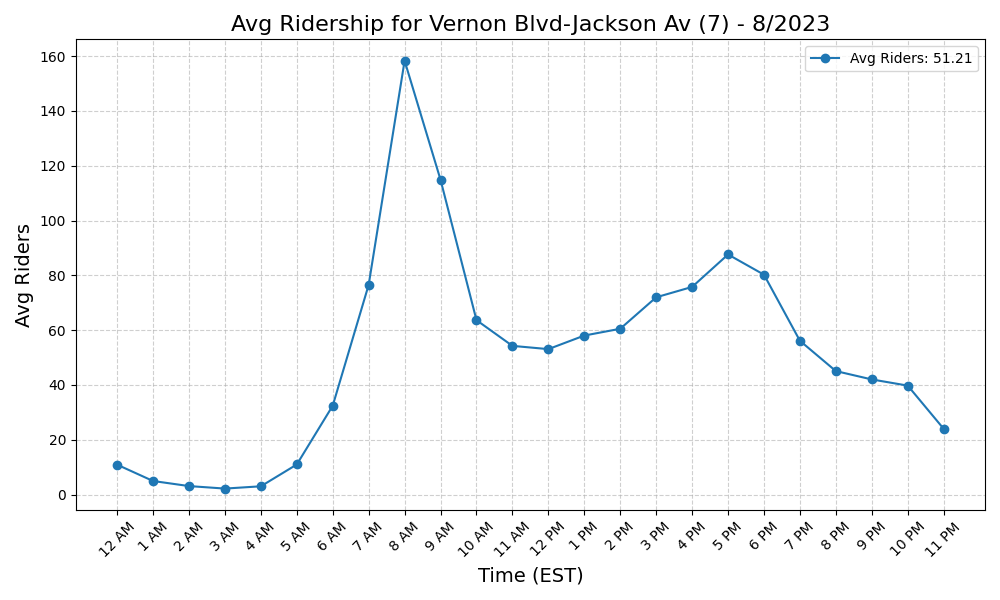 Avg Ridership for Vernon Blvd-Jackson Av (7) - 8/2023
Avg Riders: 51.21
Avg Riders
160
140
120
100
80
60
40
20
0
12 AM
1 AM
2 AM
3 AM
4 AM
5 AM
6 AM
7 AM
8 AM
9 AM
10 AM
11 AM
12 PM
1 PM
2 PM
3 PM
4 PM
5 PM
6 PM
7 PM
8 PM
9 PM
10 PM
11 PM
Time (EST)